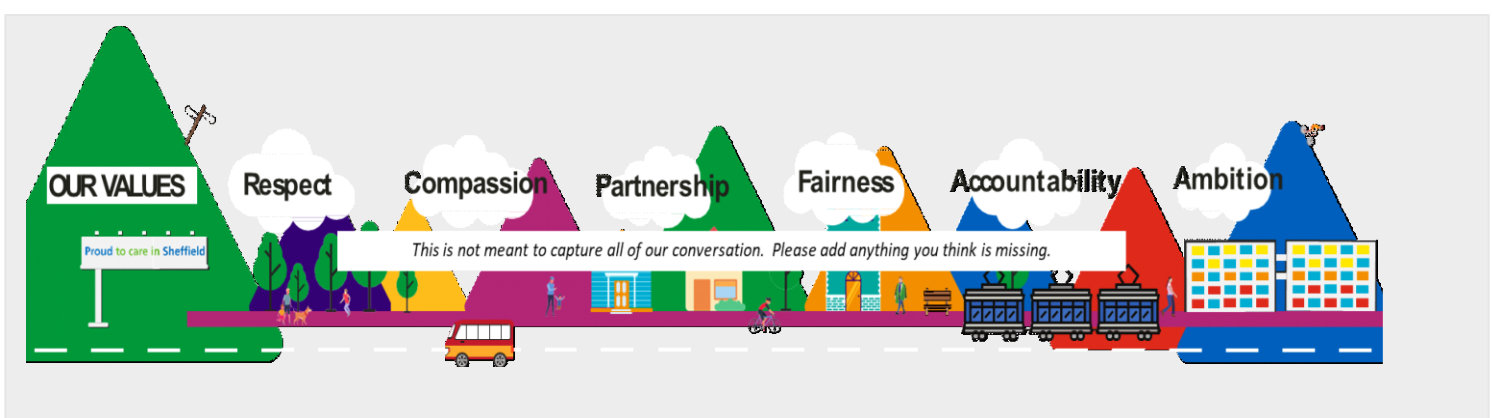 OUR VALUES
Respect
Compassion
Partnership
Fairness
Accountability
Ambition
Proud to care in Sheffield
This is not meant to capture all of our conversation. Please add anything you think is missing.